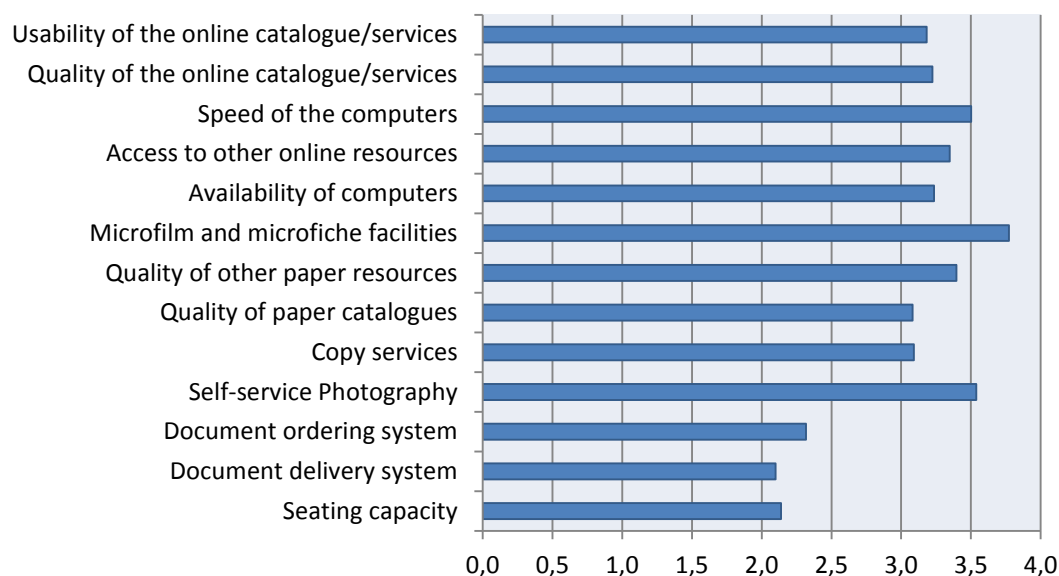 Usability of the online catalogue/services
Quality of the online catalogue/services
Speed of the computers
Access to other online resources
Availability of computers
Microfilm and microfiche facilities
Quality of other paper resources
Quality of paper catalogues
Copy services
Self-service Photography
Document ordering system
Document delivery system
Seating capacity
0,0 0,5 1,0 1,5 2,0 2,5 3,0 3,5 4,0